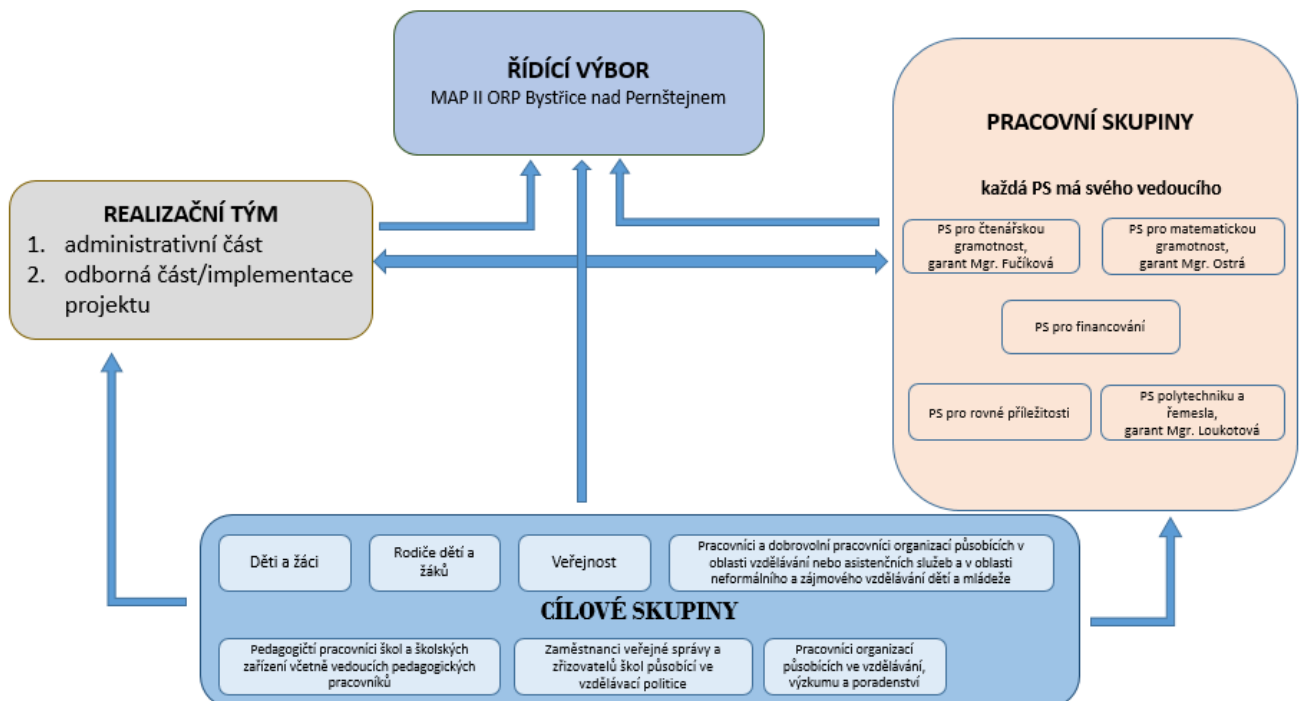 ŘÍDÍCÍ VÝBOR
MAP II ORP Bystřice nad Pernštejnem
REALIZAČNÍ TÝM
1. administrativní část
2. odborná část/implementace
projektu
PRACOVNÍ SKUPINY
každá PS má svého vedoucího
PS pro čtenářskou
gramotnost,
garant Mgr. Fučíková
PS pro matematickou
gramotnost,
garant Mgr. Ostrá
PS pro financování
PS pro rovné příležitosti
PS polytechniku a
řemesla,
garant Mgr. Loukotová
Děti a žáci
Rodiče dětí a
žáků
Veřejnost
Pracovníci a dobrovolní pracovníci organizací působících v
oblasti vzdělávání nebo asistenčních služeb a v oblasti
neformálního a zájmového vzdělávání dětí a mládeže
CÍLOVÉ SKUPINY
Pedagogičtí pracovníci škol a školských
zařízení včetně vedoucích pedagogických
pracovníků
Zaměstnanci veřejné správy a
zřizovatelů škol působící ve
vzdělávací politice
Pracovníci organizací
působících ve vzdělávání,
výzkumu a poradenství